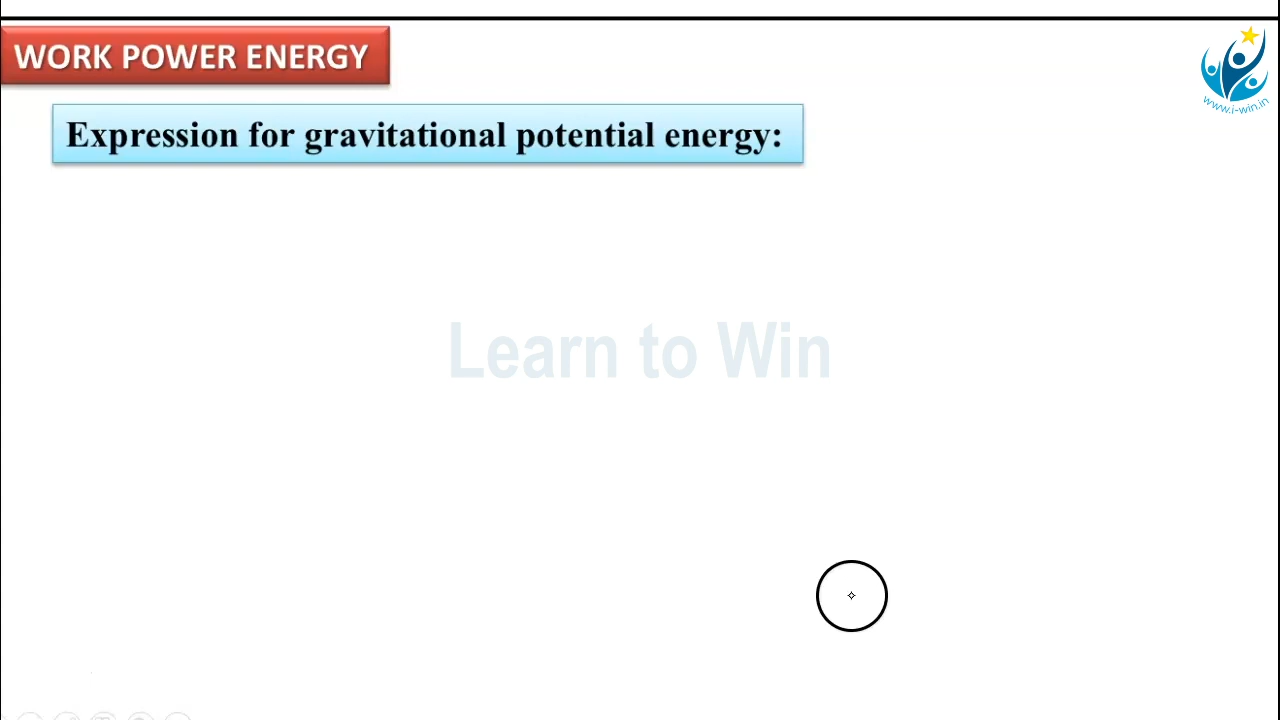 WORK POWER ENERGY
www.i-win.in
Expression for gravitational potential energy:
Learn to Win